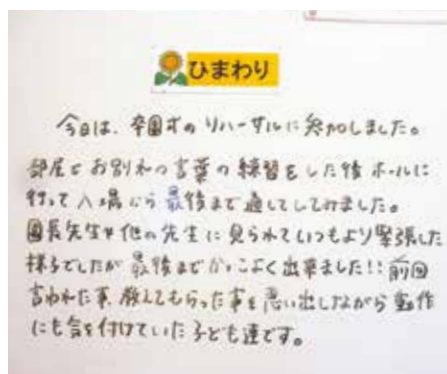 ひまわり
今日は、卒園式のリハーサルに参加しました。
部屋でお別れの言葉の練習をした後ホールに
行って入場から最後まで通してしてみました。
園長先生や他の先生に見られていつもより緊張した
様子でしたが最後までかっこよく出来ました!!前回
言われた事、教えてもらった事を思い出しながら動作
にも気を付けていた子ども達です。